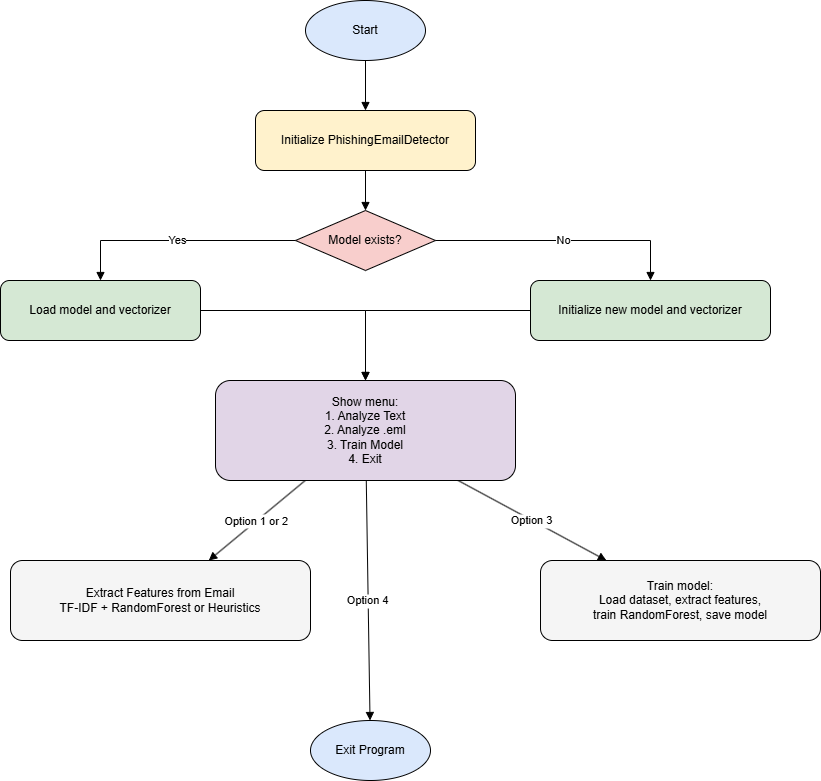 Start
Initialize PhishingEmailDetector
Model exists?
Yes
No
Load model and vectorizer
Initialize new model and vectorizer
Show menu:
1. Analyze Text
2. Analyze .eml
3. Train Model
4. Exit
Option 1 or 2
Option 3
Extract Features from Email
TF-IDF + RandomForest or Heuristics
Option 4
Train model:
Load dataset, extract features,
train RandomForest, save model
Exit Program